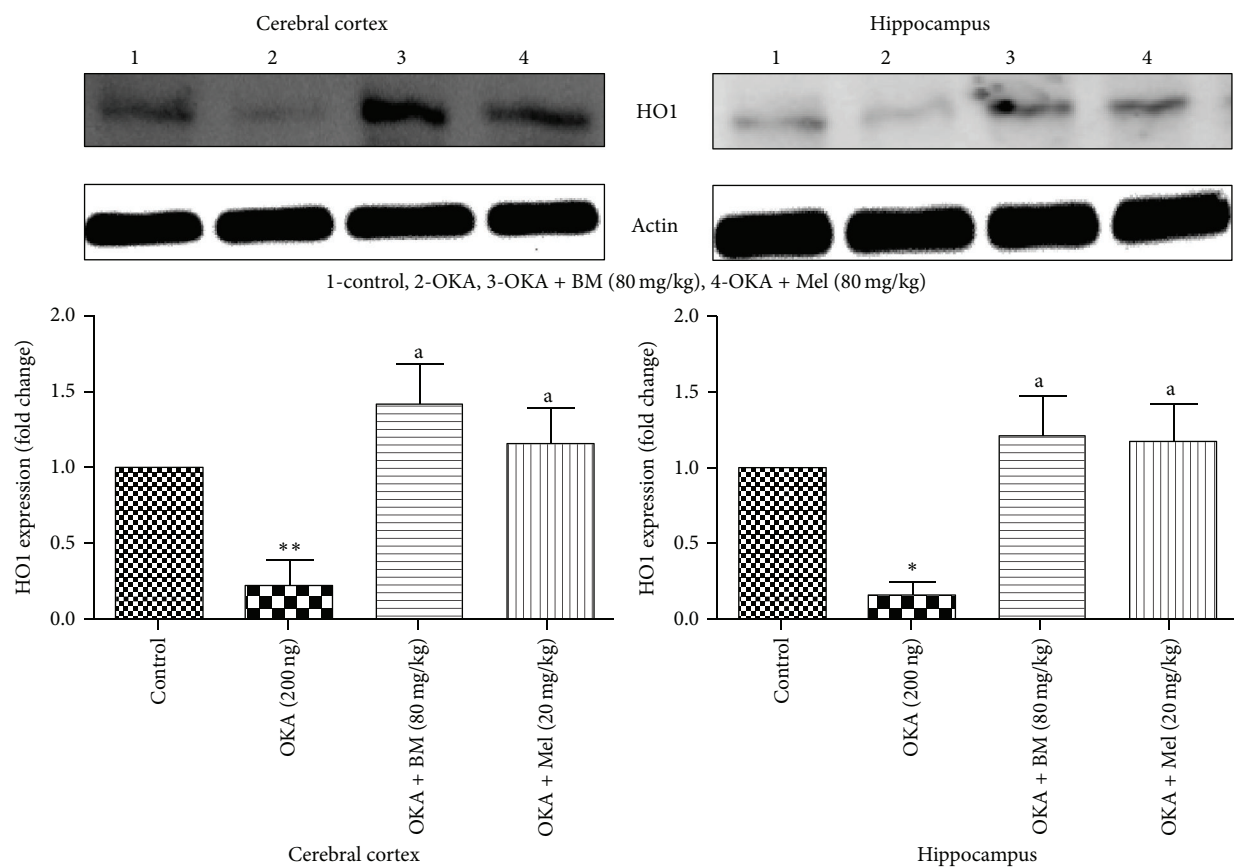 Cerebral cortex
1 2 3 4
Hippocampus
1 2 3 4
HO1
Actin
1-control, 2-OKA, 3-OKA + BM (80 mg/kg), 4-OKA + Mel (80 mg/kg)
HO1 expression (fold change)
2.0
1.5
1.0
0.5
0.0
**
a
a
Control
OKA (200 ng)
OKA + BM (80 mg/kg)
OKA + Mel (20 mg/kg)
Cerebral cortex
HO1 expression (fold change)
2.0
1.5
1.0
0.5
0.0
*
a
a
Control
OKA (200 ng)
OKA + BM (80 mg/kg)
OKA + Mel (20 mg/kg)
Hippocampus